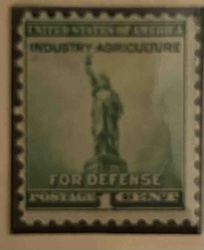 UNITED STATES OF AMERICA
INDUSTRY-AGRICULTURE
FOR DEFENSE
POSTAGE 1 CENT